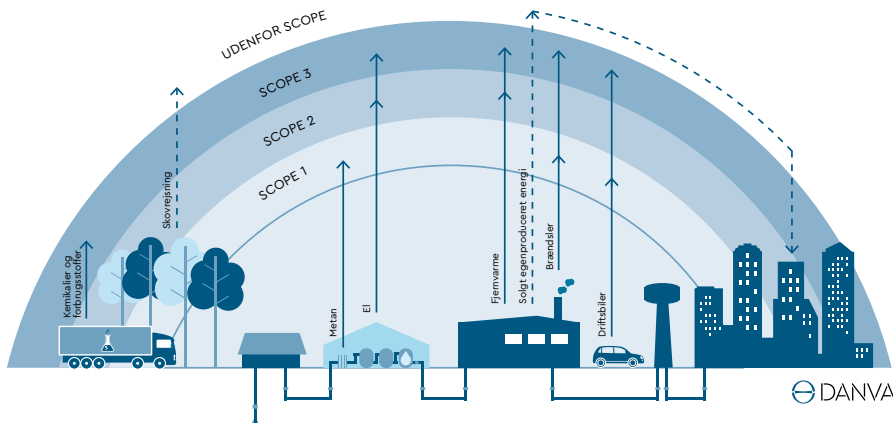 UDENFOR SCOPE
SCOPE 3
SCOPE 2
SCOPE 1
Kemikalier og
forbrugsstoffer
Skovrejsning
Metan
El
Fjernvarme
Solgt egenproduceret energi
Brændsler
Driftsbiler
DANVA